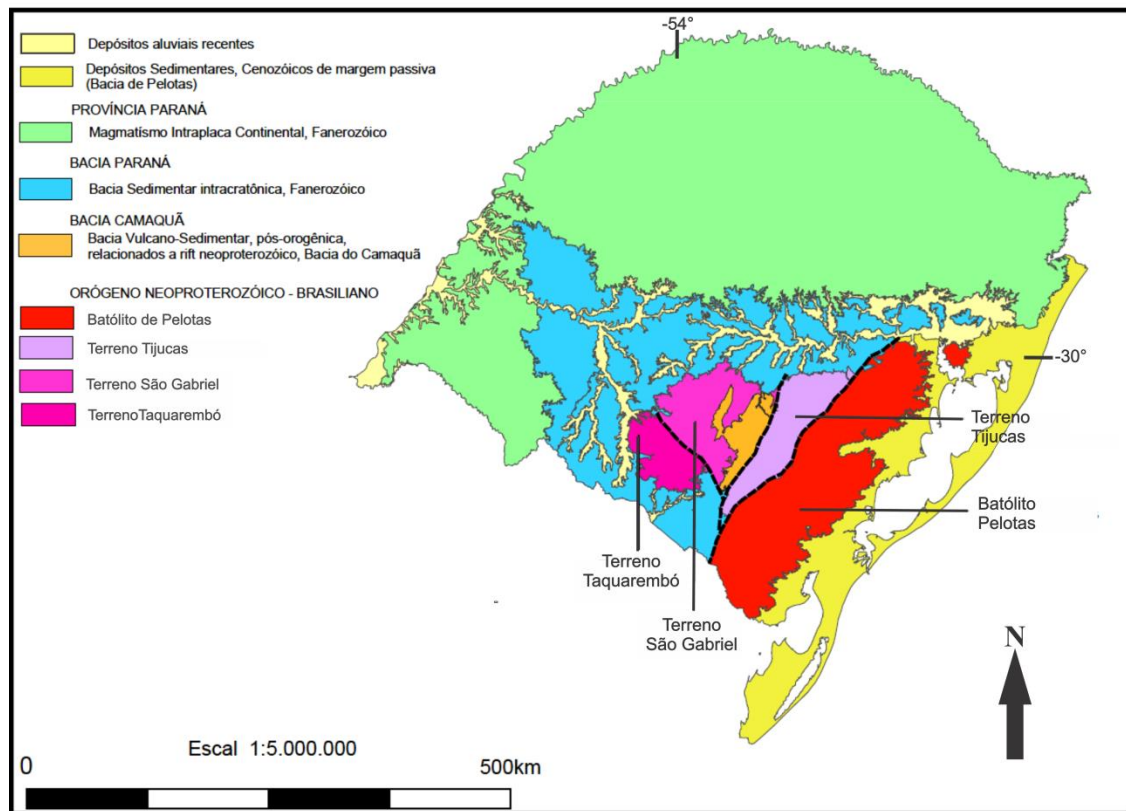 Depósitos aluviais recentes
Depósitos Sedimentares, Cenozóicos de margem passiva
(Bacia de Pelotas)
PROVÍNCIA PARANÁ
Magmatísmo Intraplaca Continental, Fanerozóico
BACIA PARANÁ
Bacia Sedimentar intracratônica, Fanerozóico
BACIA CAMAQUÃ
Bacia Vulcano-Sedimentar, pós-orogênica,
relacionados a rift neoproterozóico, Bacia do Camaquã
ORÓGENO NEOPROTEROZÓICO - BRASILIANO
Batólito de Pelotas
Terreno Tijucas
Terreno São Gabriel
TerrenoTaquarembó
-54°
-30°
Terreno
Tijucas
Batólito
Pelotas
Terreno
Taquarembó
Terreno
São Gabriel
N
Escal 1:5.000.000
0
500km